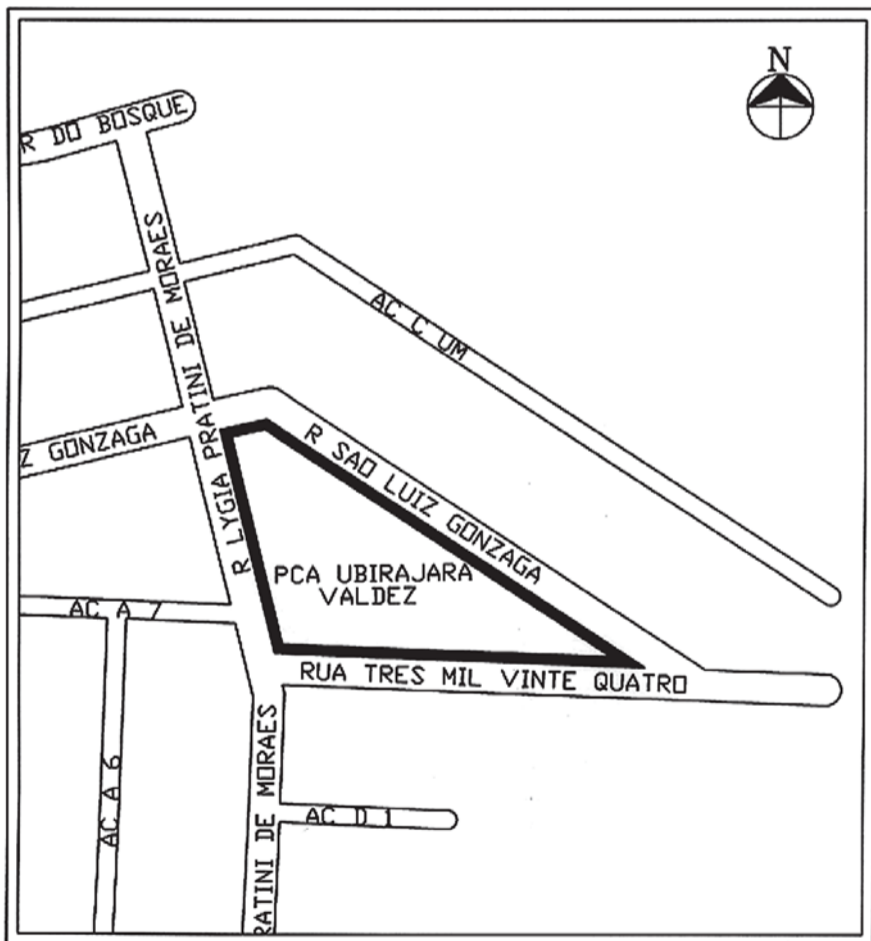 N
R DO BOSQUE
AC C UM
R LYGIA PRATINI DE MORAES
Z GONZAGA
R SAO LUIZ GONZAGA
PCA UBIRAJARA
VALDEZ
AC A 7
RUA TRES MIL VINTE QUATRO
AC A 6
RATINI DE MORAES
AC D 1